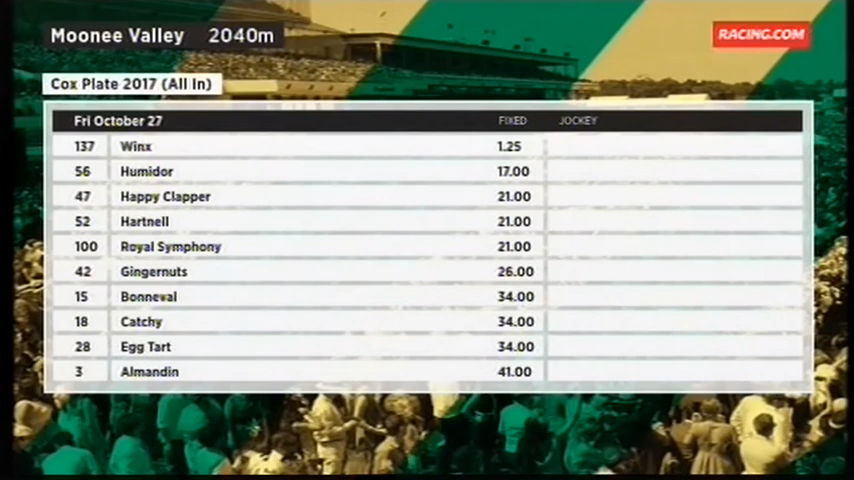 Moonee Valley 2040m
RACING.COM
Cox Plate 2017 (All In)
Fri October 27 FIXED JOCKEY
137 Winx 1.25
56 Humidor 17.00
47 Happy Clapper 21.00
52 Hartnell 21.00
100 Royal Symphony 21.00
42 Gingernuts 26.00
15 Bonneval 34.00
18 Catchy 34.00
28 Egg Tart 34.00
3 Almandin 41.00